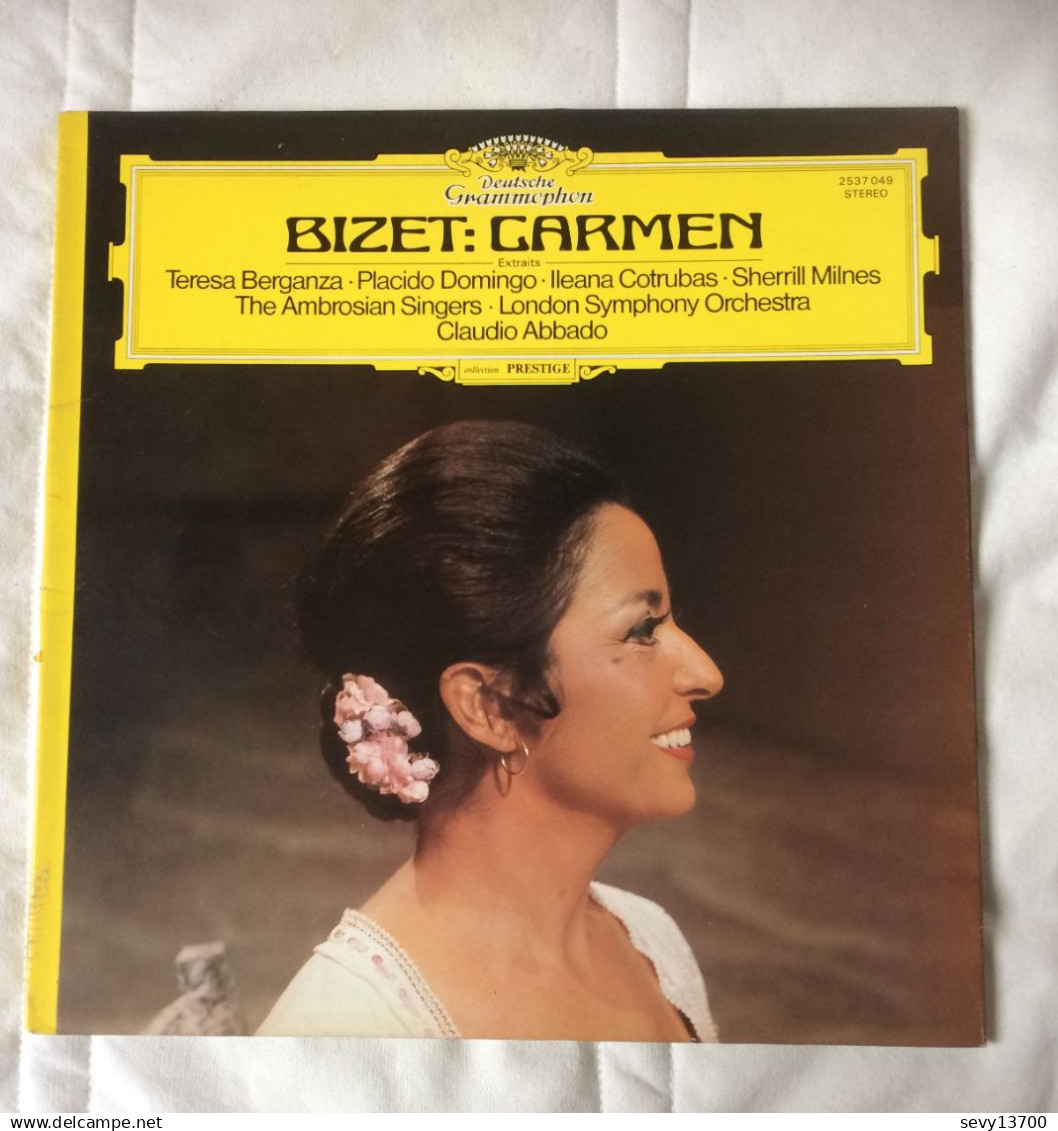 Deutsche
Grammophon
2537 049
STEREO
BIZET: CARMEN
Extraits
Teresa Berganza · Placido Domingo · Ileana Cotrubas · Sherrill Milnes
The Ambrosian Singers · London Symphony Orchestra
Claudio Abbado
collection PRESTIGE
delcampe.net
sevy13700